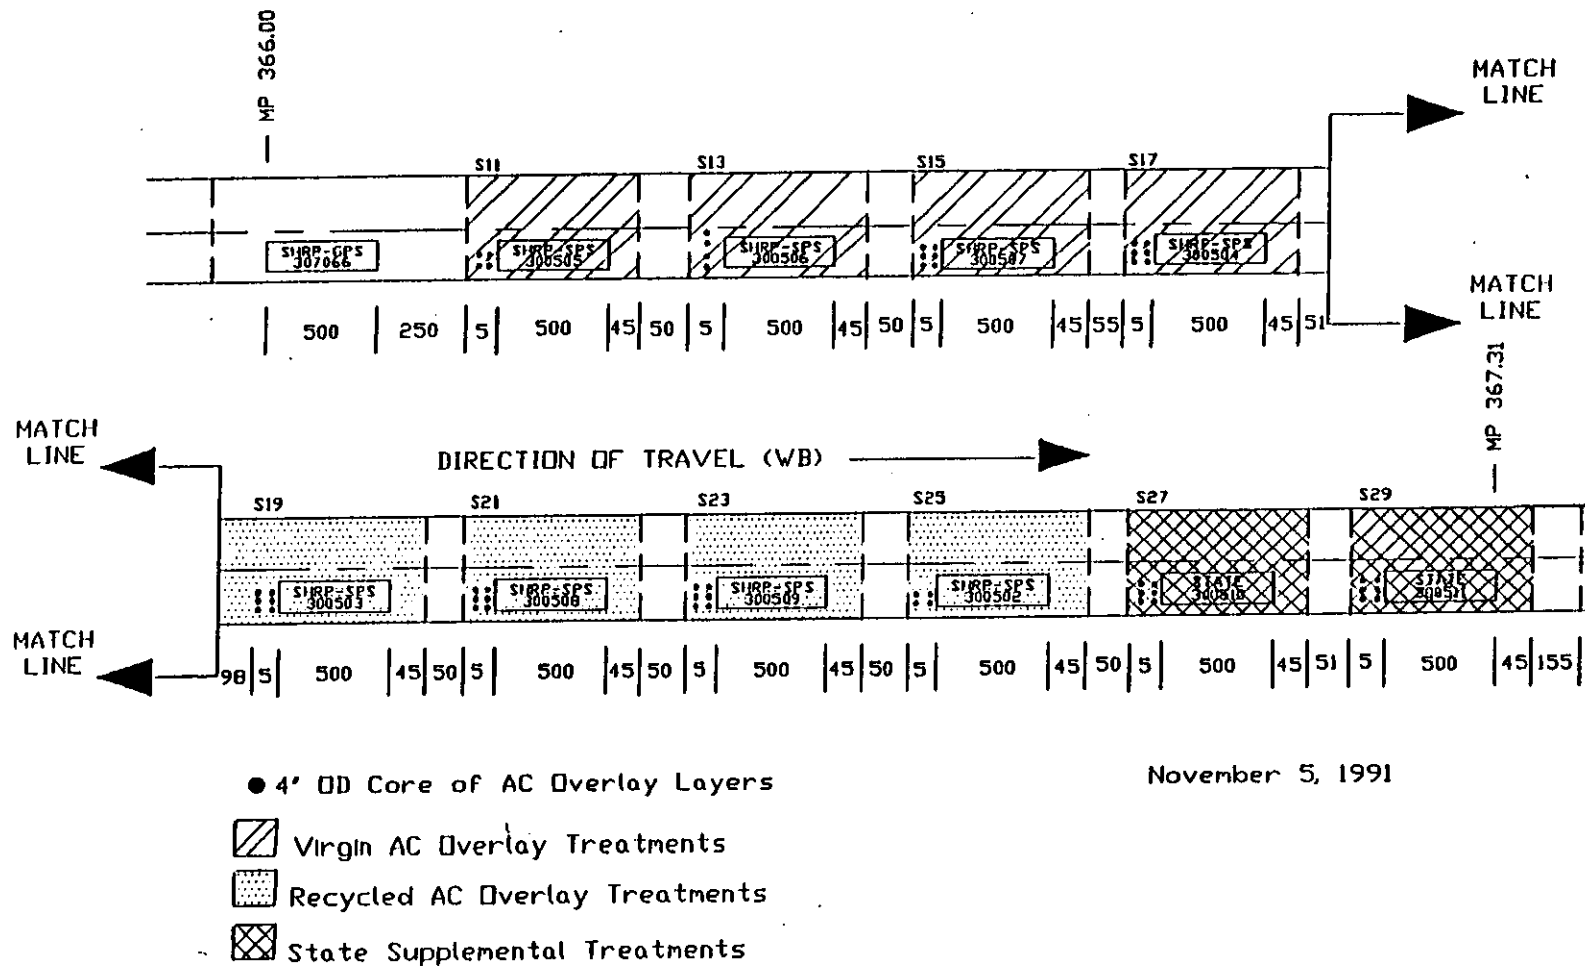 MP 366.00
MATCH
LINE
S11
S13
S15
S17
SHRP-GPS
307066
SHRP-SPS
300505
SHRP-SPS
300506
SHRP-SPS
300507
SHRP-SPS
300504
MATCH
LINE
500 250 5 500 45 50 5 500 45 50 5 500 45 55 5 500 45 51
MP 367.31
MATCH
LINE
DIRECTION OF TRAVEL (WB)
S19
S21
S23
S25
S27
S29
SHRP-SPS
300503
SHRP-SPS
300508
SHRP-SPS
300509
SHRP-SPS
300502
STATE
300510
STATE
300511
MATCH
LINE
98 5 500 45 50 5 500 45 50 5 500 45 50 5 500 45 50 5 500 45 51 5 500 45 155
4" OD Core of AC Overlay Layers
November 5, 1991
Virgin AC Overlay Treatments
Recycled AC Overlay Treatments
State Supplemental Treatments